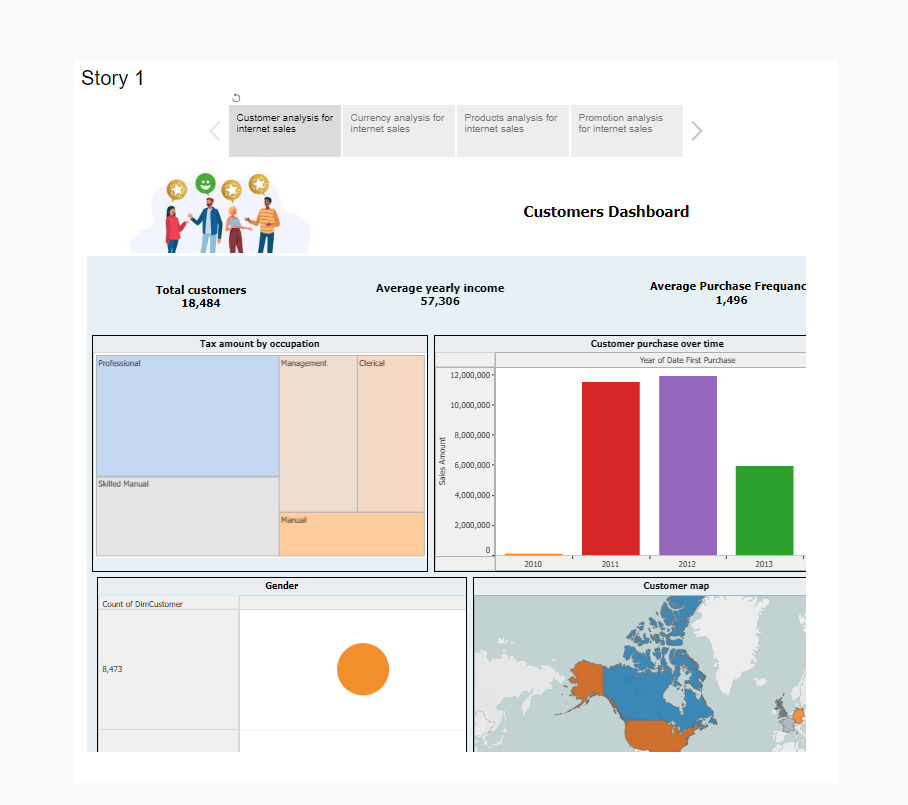 Story 1
Customer analysis for
internet sales
Currency analysis for
internet sales
Products analysis for
internet sales
Promotion analysis
for internet sales
Customers Dashboard
Total customers
18,484
Average yearly income
57,306
Average Purchase Frequanc
1,496
Tax amount by occupation
Professional
Management
Clerical
Skilled Manual
Manual
Customer purchase over time
Year of Date First Purchase
Sales Amount
12,000,000
10,000,000
8,000,000
6,000,000
4,000,000
2,000,000
0
2010
2011
2012
2013
Gender
Count of DimCustomer
8,473
Customer map